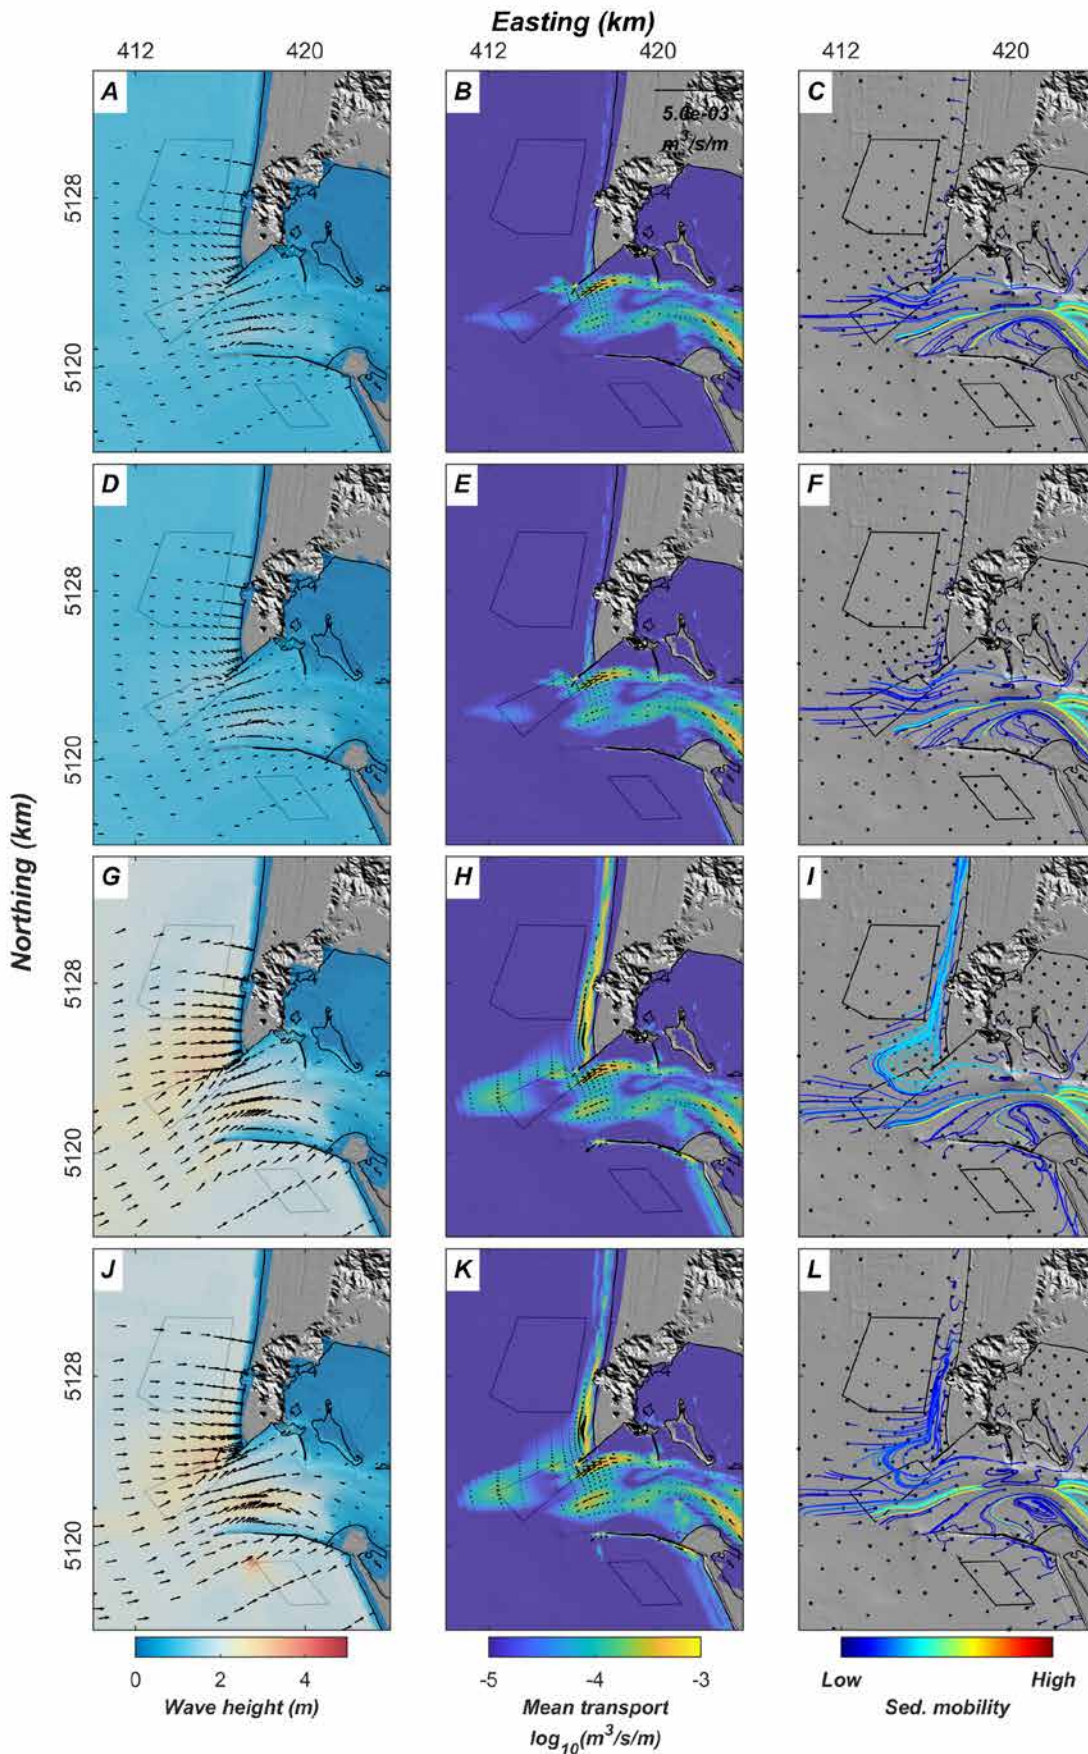 Easting (km)
412 420 412 420 412 420
A B C
5.0e-03
m³/s/m
5128
5120
D E F
5128
5120
Northing (km)
G H I
5128
5120
J K L
5128
5120
0 2 4 -5 -4 -3 Low High
Wave height (m) Mean transport Sed. mobility
log₁₀(m³/s/m)